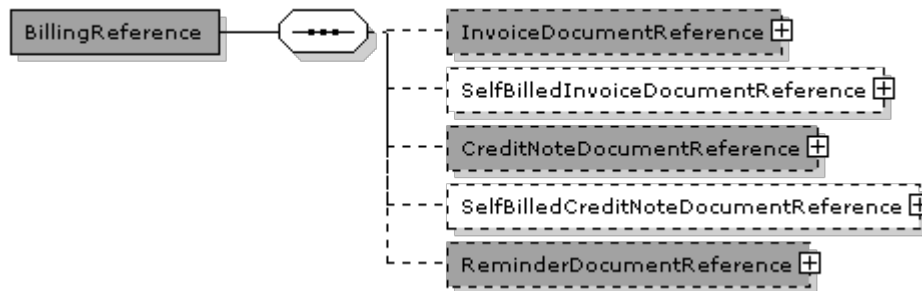 BillingReference
InvoiceDocumentReference
SelfBilledInvoiceDocumentReference
CreditNoteDocumentReference
SelfBilledCreditNoteDocumentReference
ReminderDocumentReference